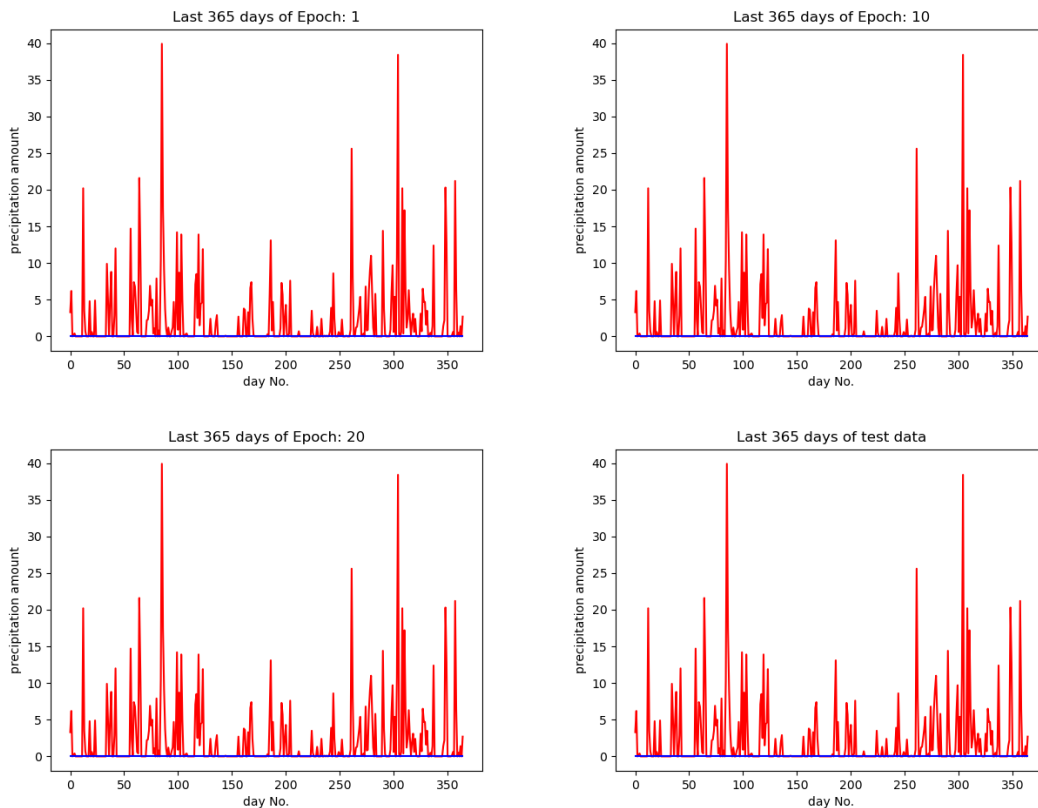 Last 365 days of Epoch: 1
precipitation amount
40
35
30
25
20
15
10
5
0
0 50 100 150 200 250 300 350
day No.
Last 365 days of Epoch: 10
precipitation amount
40
35
30
25
20
15
10
5
0
0 50 100 150 200 250 300 350
day No.
Last 365 days of Epoch: 20
precipitation amount
40
35
30
25
20
15
10
5
0
0 50 100 150 200 250 300 350
day No.
Last 365 days of test data
precipitation amount
40
35
30
25
20
15
10
5
0
0 50 100 150 200 250 300 350
day No.